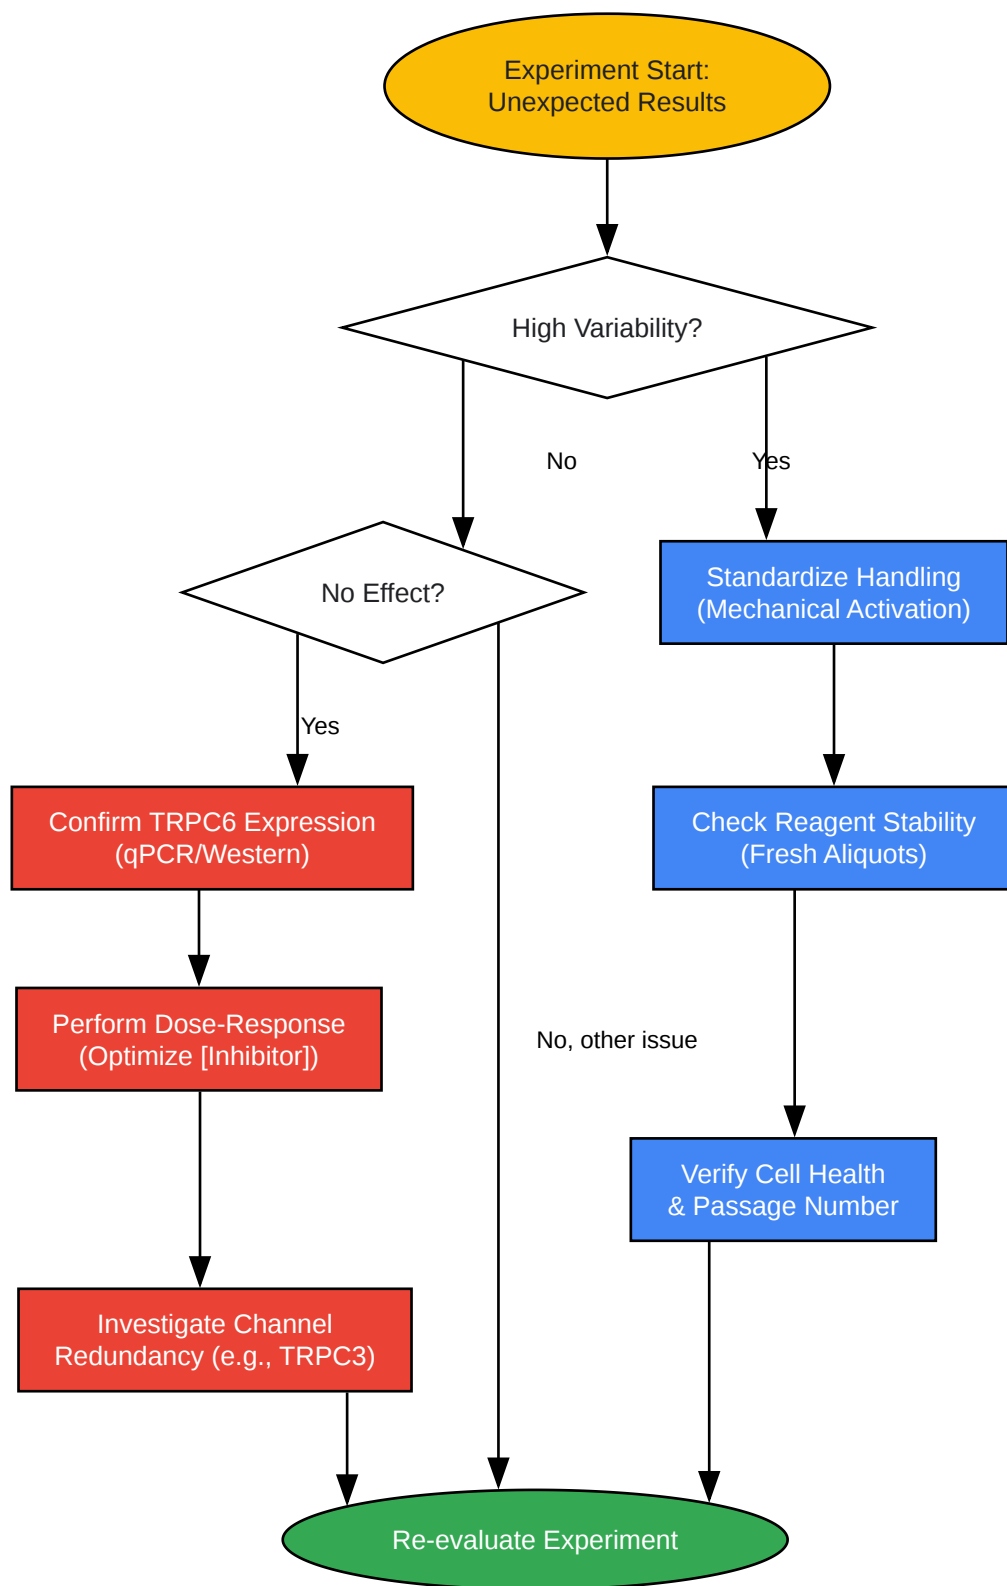 Experiment Start:
Unexpected Results
High Variability?
No
Yes
No Effect?
Standardize Handling
(Mechanical Activation)
Yes
Confirm TRPC6 Expression
(qPCR/Western)
Check Reagent Stability
(Fresh Aliquots)
Perform Dose-Response
(Optimize [Inhibitor])
No, other issue
Verify Cell Health
& Passage Number
Investigate Channel
Redundancy (e.g., TRPC3)
Re-evaluate Experiment